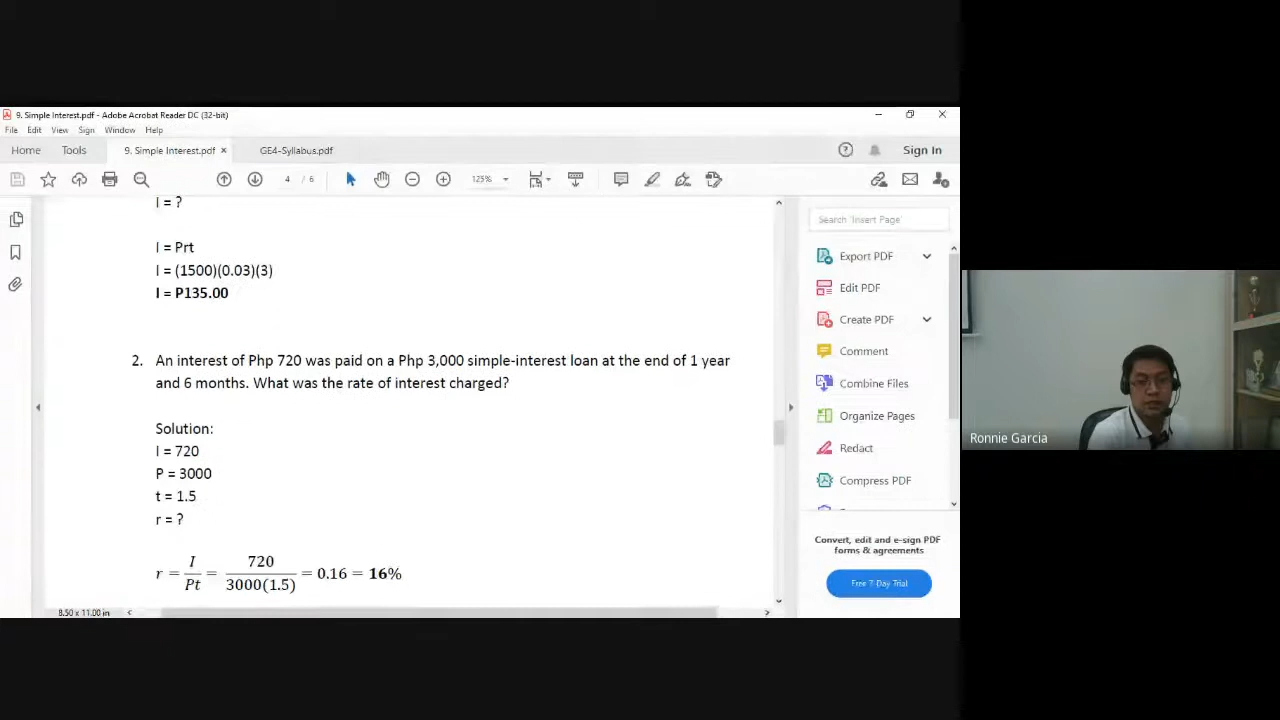 9. Simple Interest.pdf - Adobe Acrobat Reader DC (32-bit)
File Edit View Sign Window Help
Home Tools 9. Simple Interest.pdf × GE4-Syllabus.pdf Sign In
4 / 6 125%
I = ?
I = Prt
I = (1500)(0.03)(3)
I = P135.00
2. An interest of Php 720 was paid on a Php 3,000 simple-interest loan at the end of 1 year
and 6 months. What was the rate of interest charged?
Solution:
I = 720
P = 3000
t = 1.5
r = ?
r = I/Pt = 720/3000(1.5) = 0.16 = 16%
8.50 x 11.00 in
Search 'Insert Page'
Export PDF
Edit PDF
Create PDF
Comment
Combine Files
Organize Pages
Redact
Compress PDF
Convert, edit and e-sign PDF
forms & agreements
Free 7-Day Trial
Ronnie Garcia